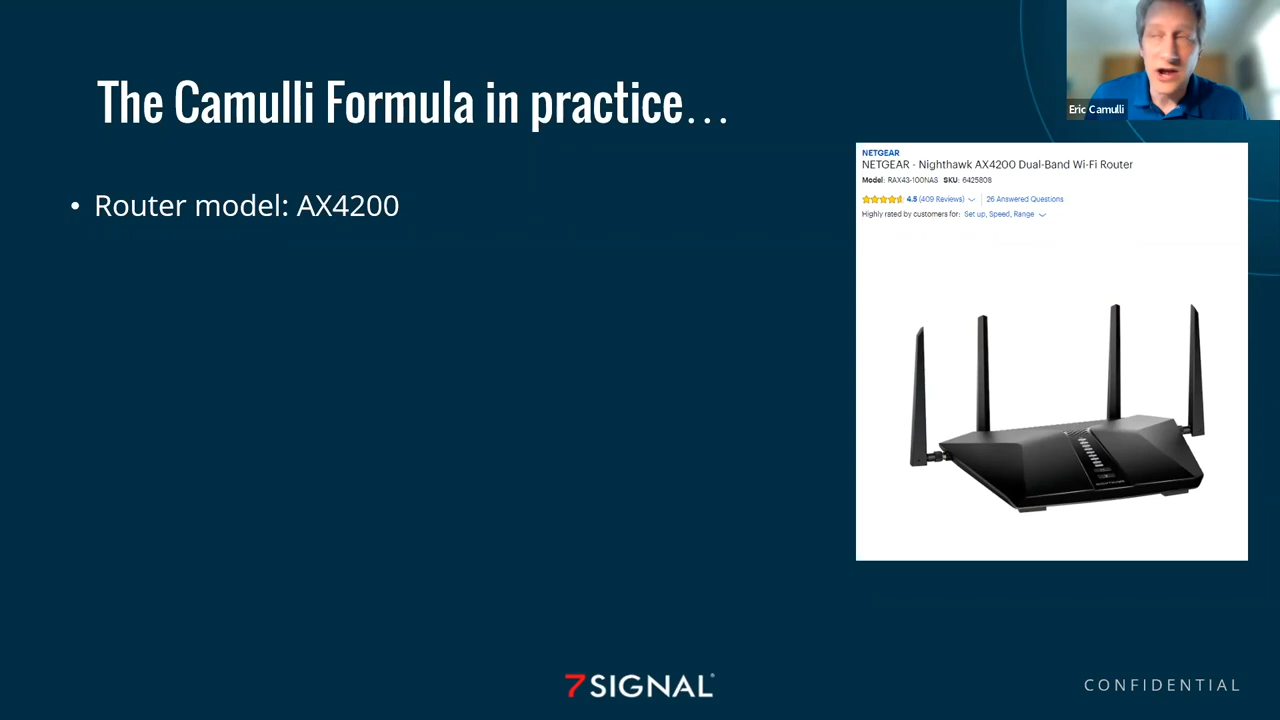 The Camulli Formula in practice…
Eric Camulli
• Router model: AX4200
NETGEAR
NETGEAR - Nighthawk AX4200 Dual-Band Wi-Fi Router
Model: RAX43-100NAS SKU: 6425808
4.5 (409 Reviews) 26 Answered Questions
Highly rated by customers for: Set up, Speed, Range
7SIGNAL
CONFIDENTIAL